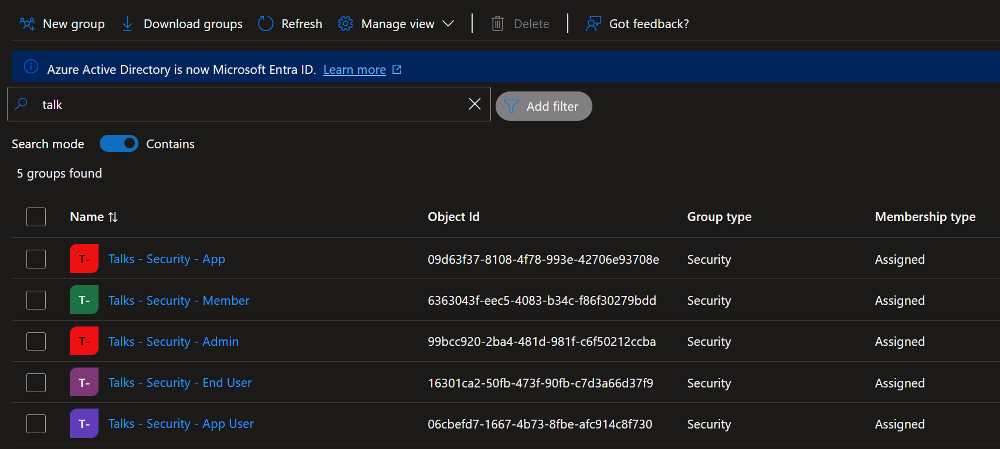 New group Download groups Refresh Manage view Delete Got feedback?
Azure Active Directory is now Microsoft Entra ID. Learn more
talk Add filter
Search mode Contains
5 groups found
Name Object Id Group type Membership type
T- Talks - Security - App 09d63f37-8108-4f78-993e-42706e93708e Security Assigned
T- Talks - Security - Member 6363043f-eec5-4083-b34c-f86f30279bdd Security Assigned
T- Talks - Security - Admin 99bcc920-2ba4-481d-981f-c6f50212ccba Security Assigned
T- Talks - Security - End User 16301ca2-50fb-473f-90fb-c7d3a66d37f9 Security Assigned
T- Talks - Security - App User 06cbefd7-1667-4b73-8fbe-afc914c8f730 Security Assigned